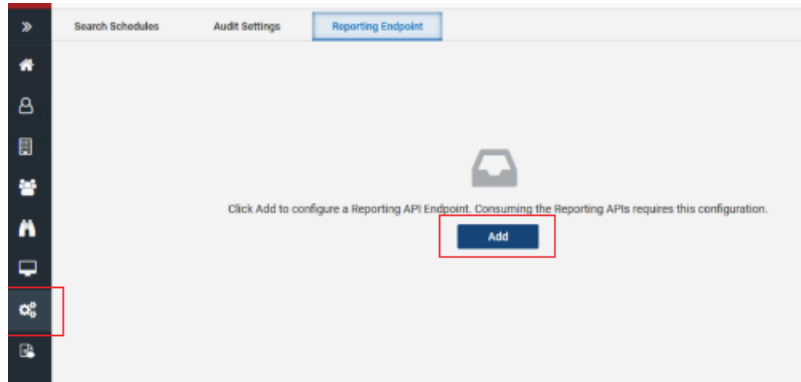 Search Schedules
Audit Settings
Reporting Endpoint
Click Add to configure a Reporting API Endpoint. Consuming the Reporting APIs requires this configuration.
Add